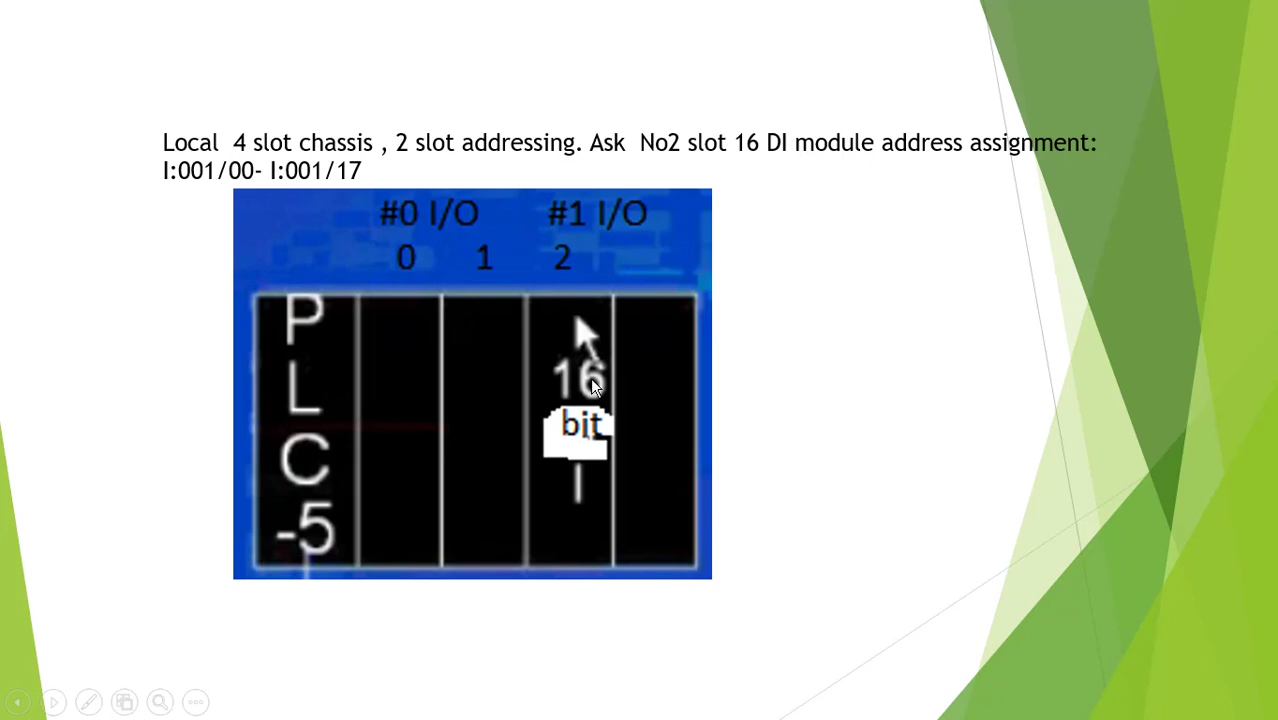 Local 4 slot chassis , 2 slot addressing. Ask No2 slot 16 DI module address assignment:
I:001/00- I:001/17
#0 I/O #1 I/O
0 1 2
P
L
C
-5
16
bit
I